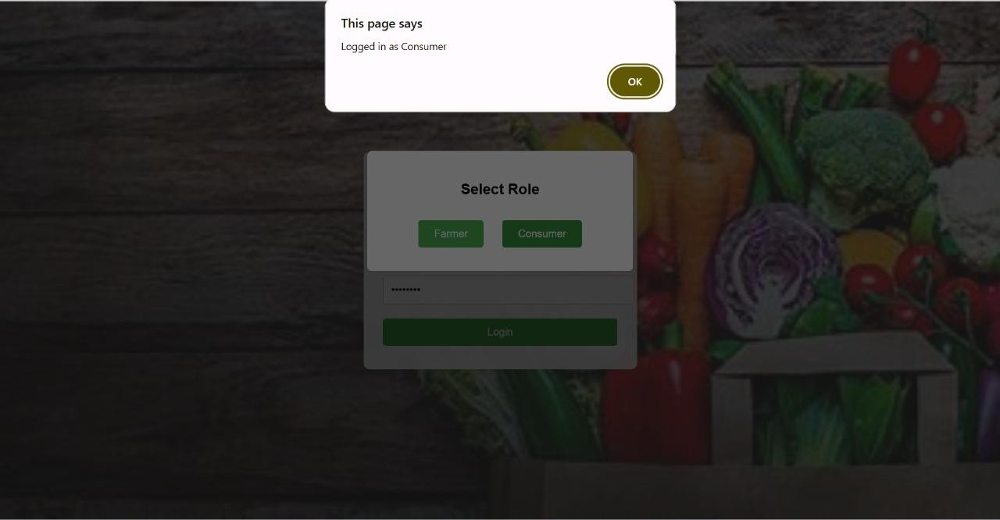 This page says
Logged in as Consumer
OK
Select Role
Farmer Consumer
••••••••
Login